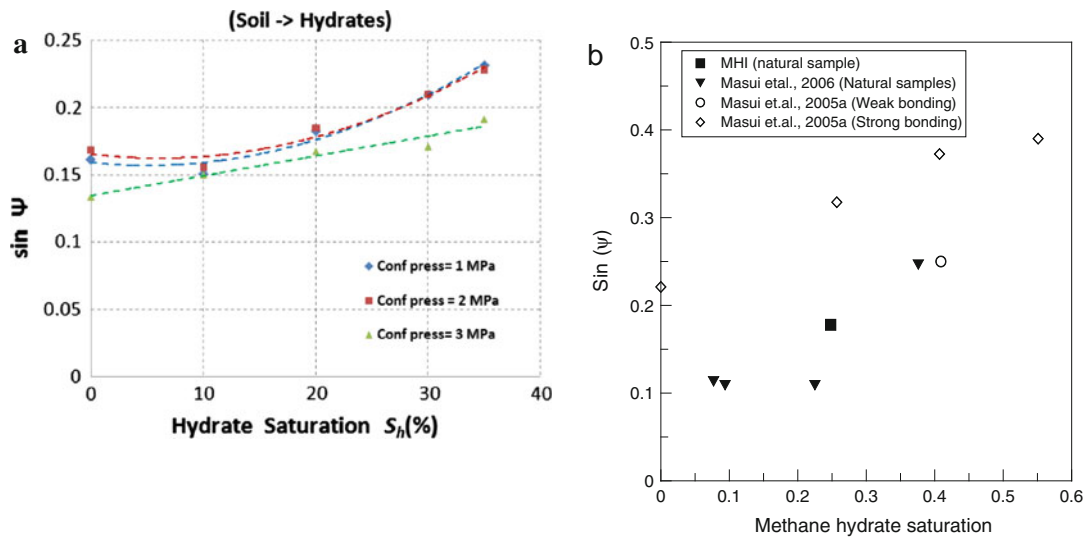 a
(Soil -> Hydrates)
0.25
0.2
0.15
0.1
0.05
0
sin Ψ
Conf press= 1 MPa
Conf press = 2 MPa
Conf press= 3 MPa
0 10 20 30 40
Hydrate Saturation Sh(%)
b
0.5
0.4
0.3
0.2
0.1
0
Sin (ψ)
MHI (natural sample)
Masui etal., 2006 (Natural samples)
Masui et.al., 2005a (Weak bonding)
Masui et.al., 2005a (Strong bonding)
0 0.1 0.2 0.3 0.4 0.5 0.6
Methane hydrate saturation